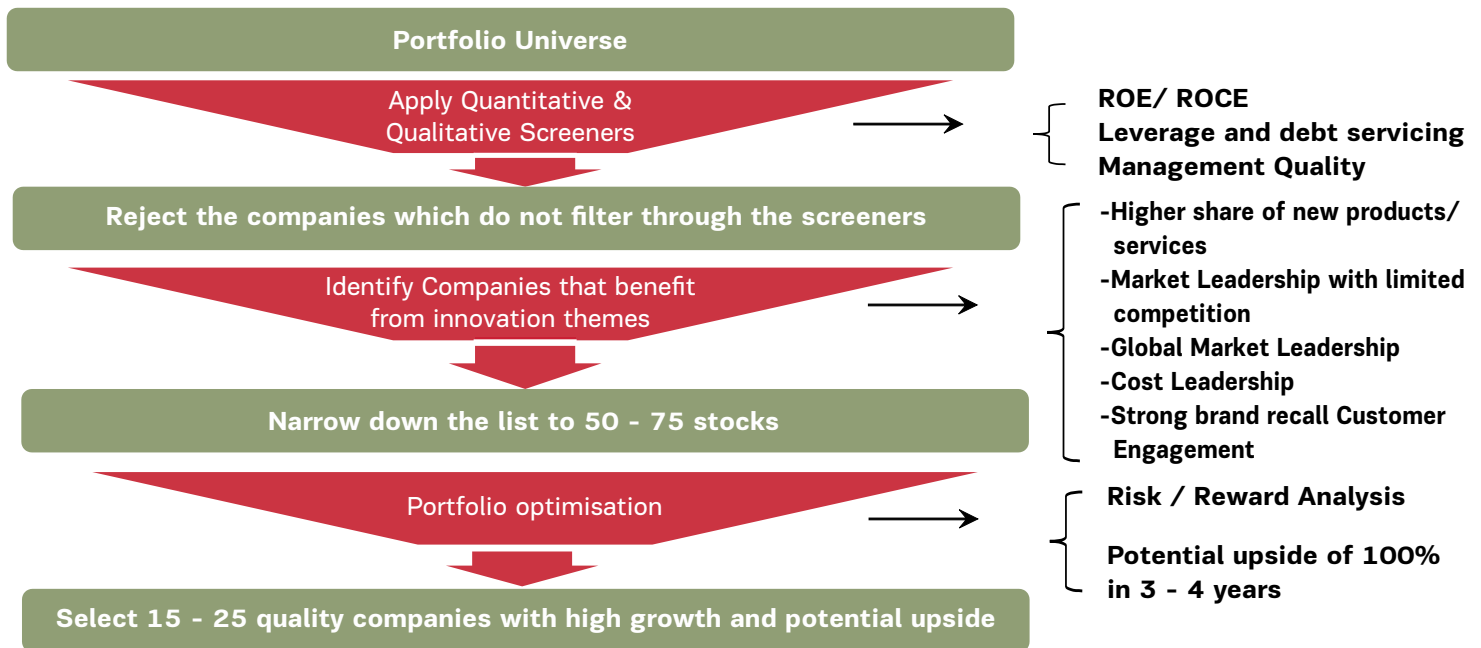 Portfolio Universe
Apply Quantitative &
Qualitative Screeners
ROE/ ROCE
Leverage and debt servicing
Management Quality
Reject the companies which do not filter through the screeners
-Higher share of new products/
services
-Market Leadership with limited
competition
-Global Market Leadership
-Cost Leadership
-Strong brand recall Customer
Engagement
Identify Companies that benefit
from innovation themes
Narrow down the list to 50 - 75 stocks
Portfolio optimisation
Risk / Reward Analysis
Potential upside of 100%
in 3 - 4 years
Select 15 - 25 quality companies with high growth and potential upside